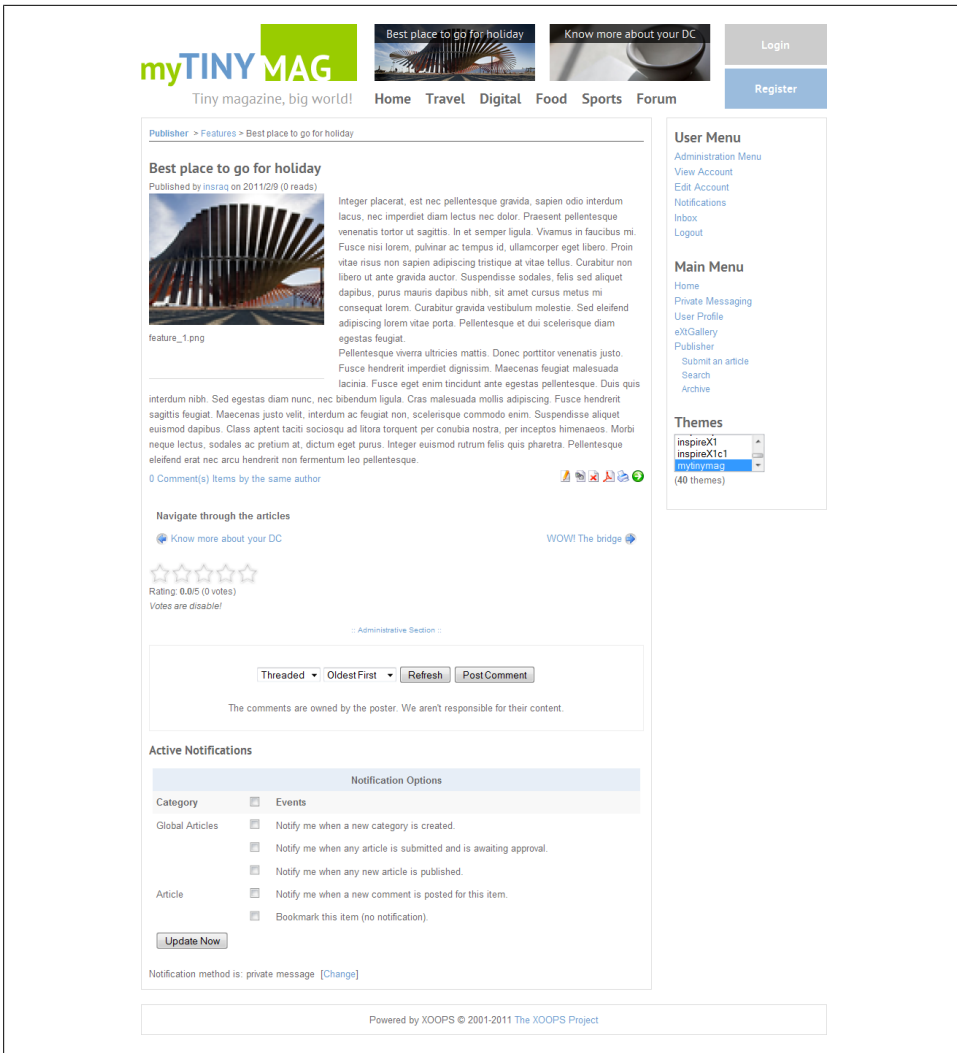 myTINY MAG
Tiny magazine, big world!
Best place to go for holiday
Know more about your DC
Home Travel Digital Food Sports Forum
Login
Register
Publisher > Features > Best place to go for holiday
Best place to go for holiday
Published by insraq on 2011/2/9 (0 reads)
Integer placerat, est nec pellentesque gravida, sapien odio interdum
lacus, nec imperdiet diam lectus nec dolor. Praesent pellentesque
venenatis tortor ut sagittis. In et semper ligula. Vivamus in faucibus mi.
Fusce nisi lorem, pulvinar ac tempus id, ullamcorper eget libero. Proin
vitae risus non sapien adipiscing tristique at vitae tellus. Curabitur non
libero ut ante gravida auctor. Suspendisse sodales, felis sed aliquet
dapibus, purus mauris dapibus nibh, sit amet cursus metus mi
consequat lorem. Curabitur gravida vestibulum molestie. Sed eleifend
adipiscing lorem vitae porta. Pellentesque et dui scelerisque diam
egestas feugiat.
feature_1.png
Pellentesque viverra ultricies mattis. Donec porttitor venenatis justo.
Fusce hendrerit imperdiet dignissim. Maecenas feugiat malesuada
lacinia. Fusce eget enim tincidunt ante egestas pellentesque. Duis quis
interdum nibh. Sed egestas diam nunc, nec bibendum ligula. Cras malesuada mollis adipiscing. Fusce hendrerit
sagittis feugiat. Maecenas justo velit, interdum ac feugiat non, scelerisque commodo enim. Suspendisse aliquet
euismod dapibus. Class aptent taciti sociosqu ad litora torquent per conubia nostra, per inceptos himenaeos. Morbi
neque lectus, sodales ac pretium at, dictum eget purus. Integer euismod rutrum felis quis pharetra. Pellentesque
eleifend erat nec arcu hendrerit non fermentum leo pellentesque.
0 Comment(s) Items by the same author
Navigate through the articles
Know more about your DC
WOW! The bridge
Rating: 0.0/5 (0 votes)
Votes are disable!
:: Administrative Section ::
Threaded Oldest First Refresh Post Comment
The comments are owned by the poster. We aren't responsible for their content.
Active Notifications
Notification Options
Category Events
Global Articles Notify me when a new category is created.
Notify me when any article is submitted and is awaiting approval.
Notify me when any new article is published.
Article Notify me when a new comment is posted for this item.
Bookmark this item (no notification).
Update Now
Notification method is: private message [Change]
User Menu
Administration Menu
View Account
Edit Account
Notifications
Inbox
Logout
Main Menu
Home
Private Messaging
User Profile
eXtGallery
Publisher
Submit an article
Search
Archive
Themes
inspireX1
inspireX1c1
mytinymag
(40 themes)
Powered by XOOPS © 2001-2011 The XOOPS Project